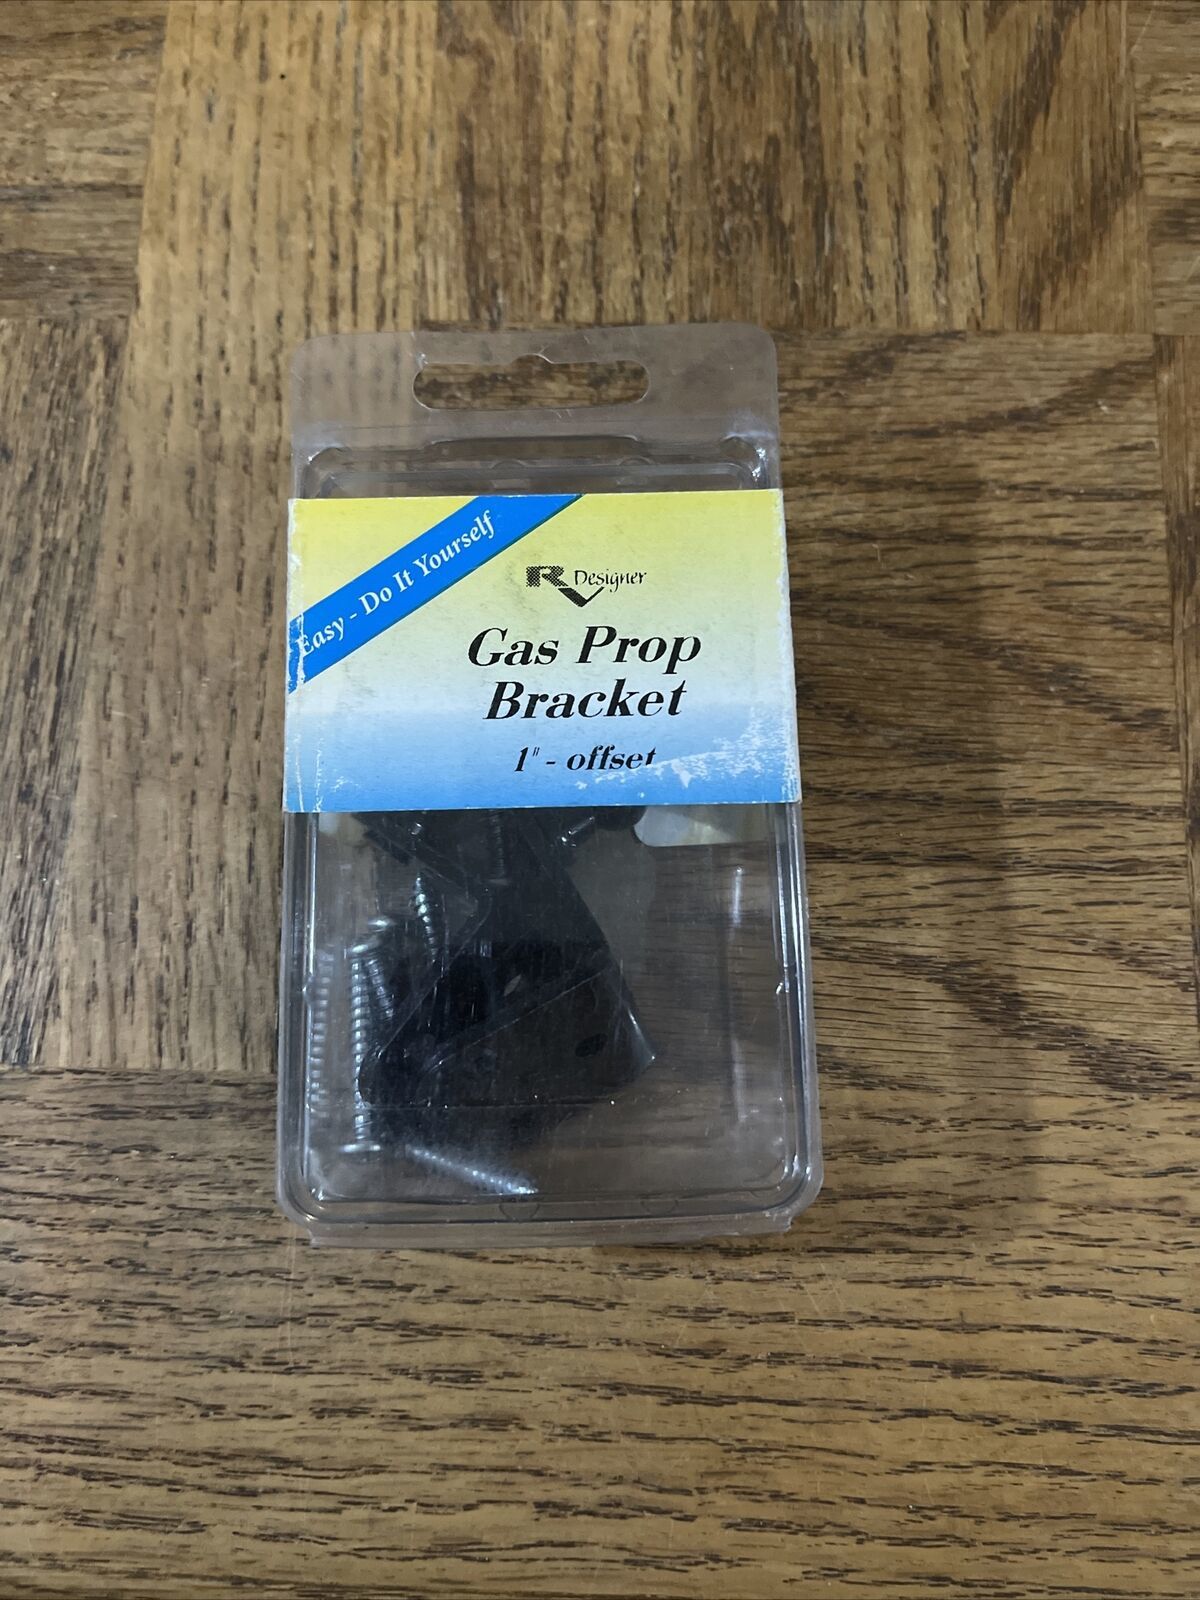 Easy - Do It Yourself
RV Designer
Gas Prop
Bracket
1" - offset